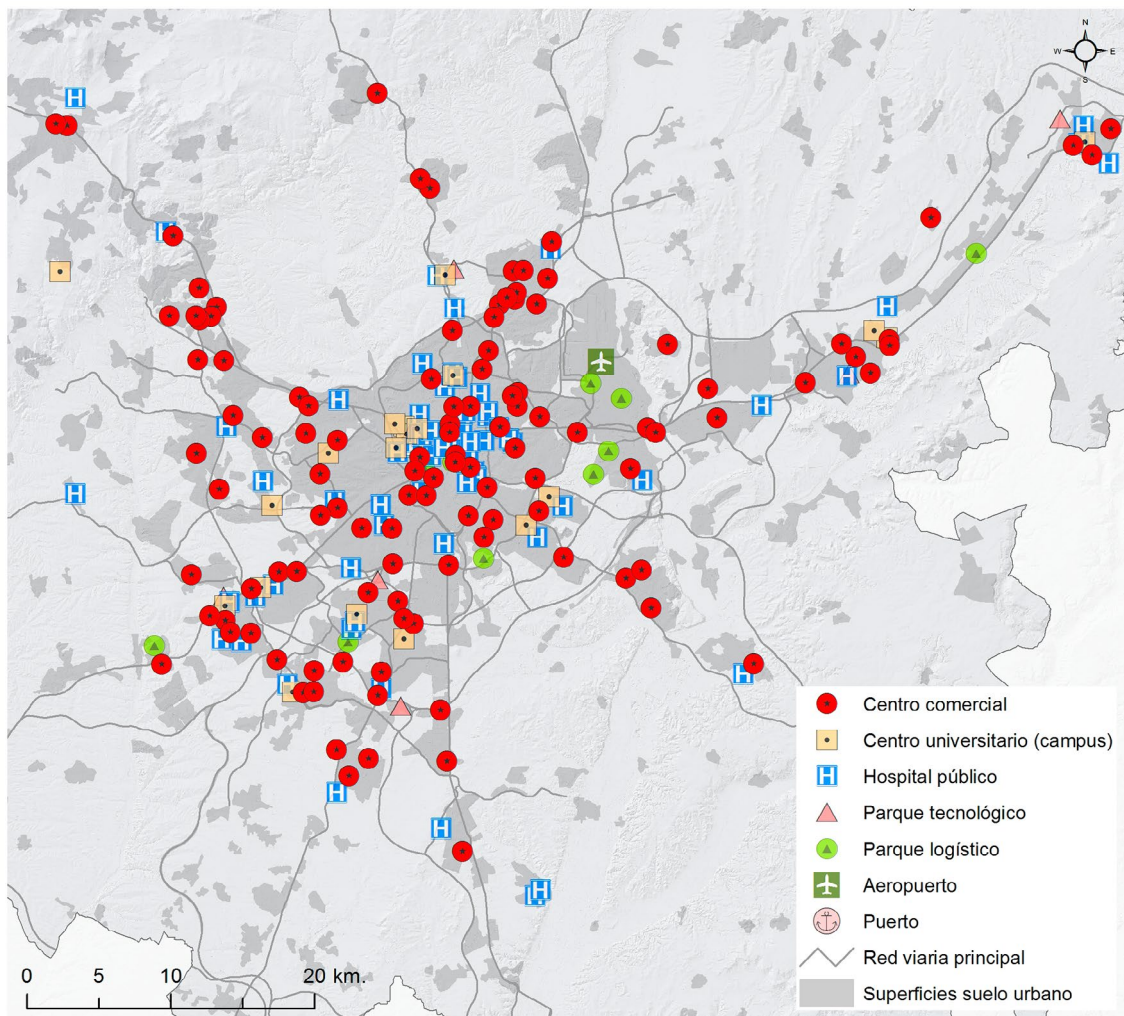 N
W E
S
Centro comercial
Centro universitario (campus)
Hospital público
Parque tecnológico
Parque logístico
Aeropuerto
Puerto
Red viaria principal
Superficies suelo urbano
0 5 10 20 km.